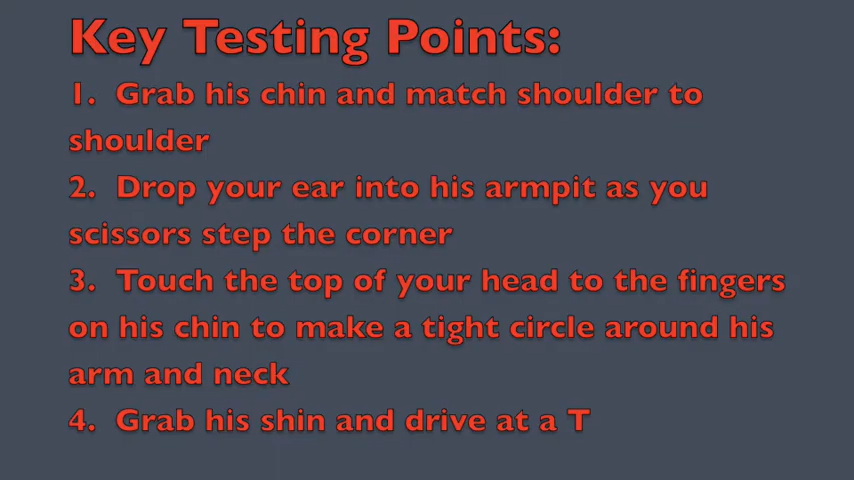 Key Testing Points:
1. Grab his chin and match shoulder to
shoulder
2. Drop your ear into his armpit as you
scissors step the corner
3. Touch the top of your head to the fingers
on his chin to make a tight circle around his
arm and neck
4. Grab his shin and drive at a T